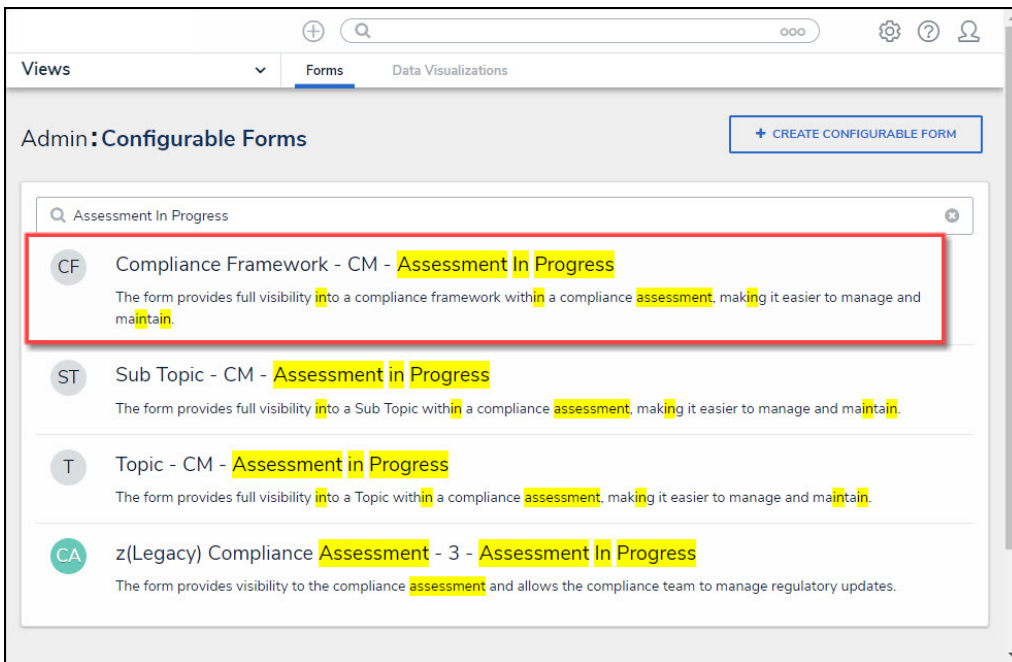 Views
Forms
Data Visualizations
Admin:Configurable Forms
+ CREATE CONFIGURABLE FORM
Assessment In Progress
CF
Compliance Framework - CM - Assessment In Progress
The form provides full visibility into a compliance framework within a compliance assessment, making it easier to manage and
maintain.
ST
Sub Topic - CM - Assessment in Progress
The form provides full visibility into a Sub Topic within a compliance assessment, making it easier to manage and maintain.
T
Topic - CM - Assessment in Progress
The form provides full visibility into a Topic within a compliance assessment, making it easier to manage and maintain.
CA
z(Legacy) Compliance Assessment - 3 - Assessment In Progress
The form provides visibility to the compliance assessment and allows the compliance team to manage regulatory updates.